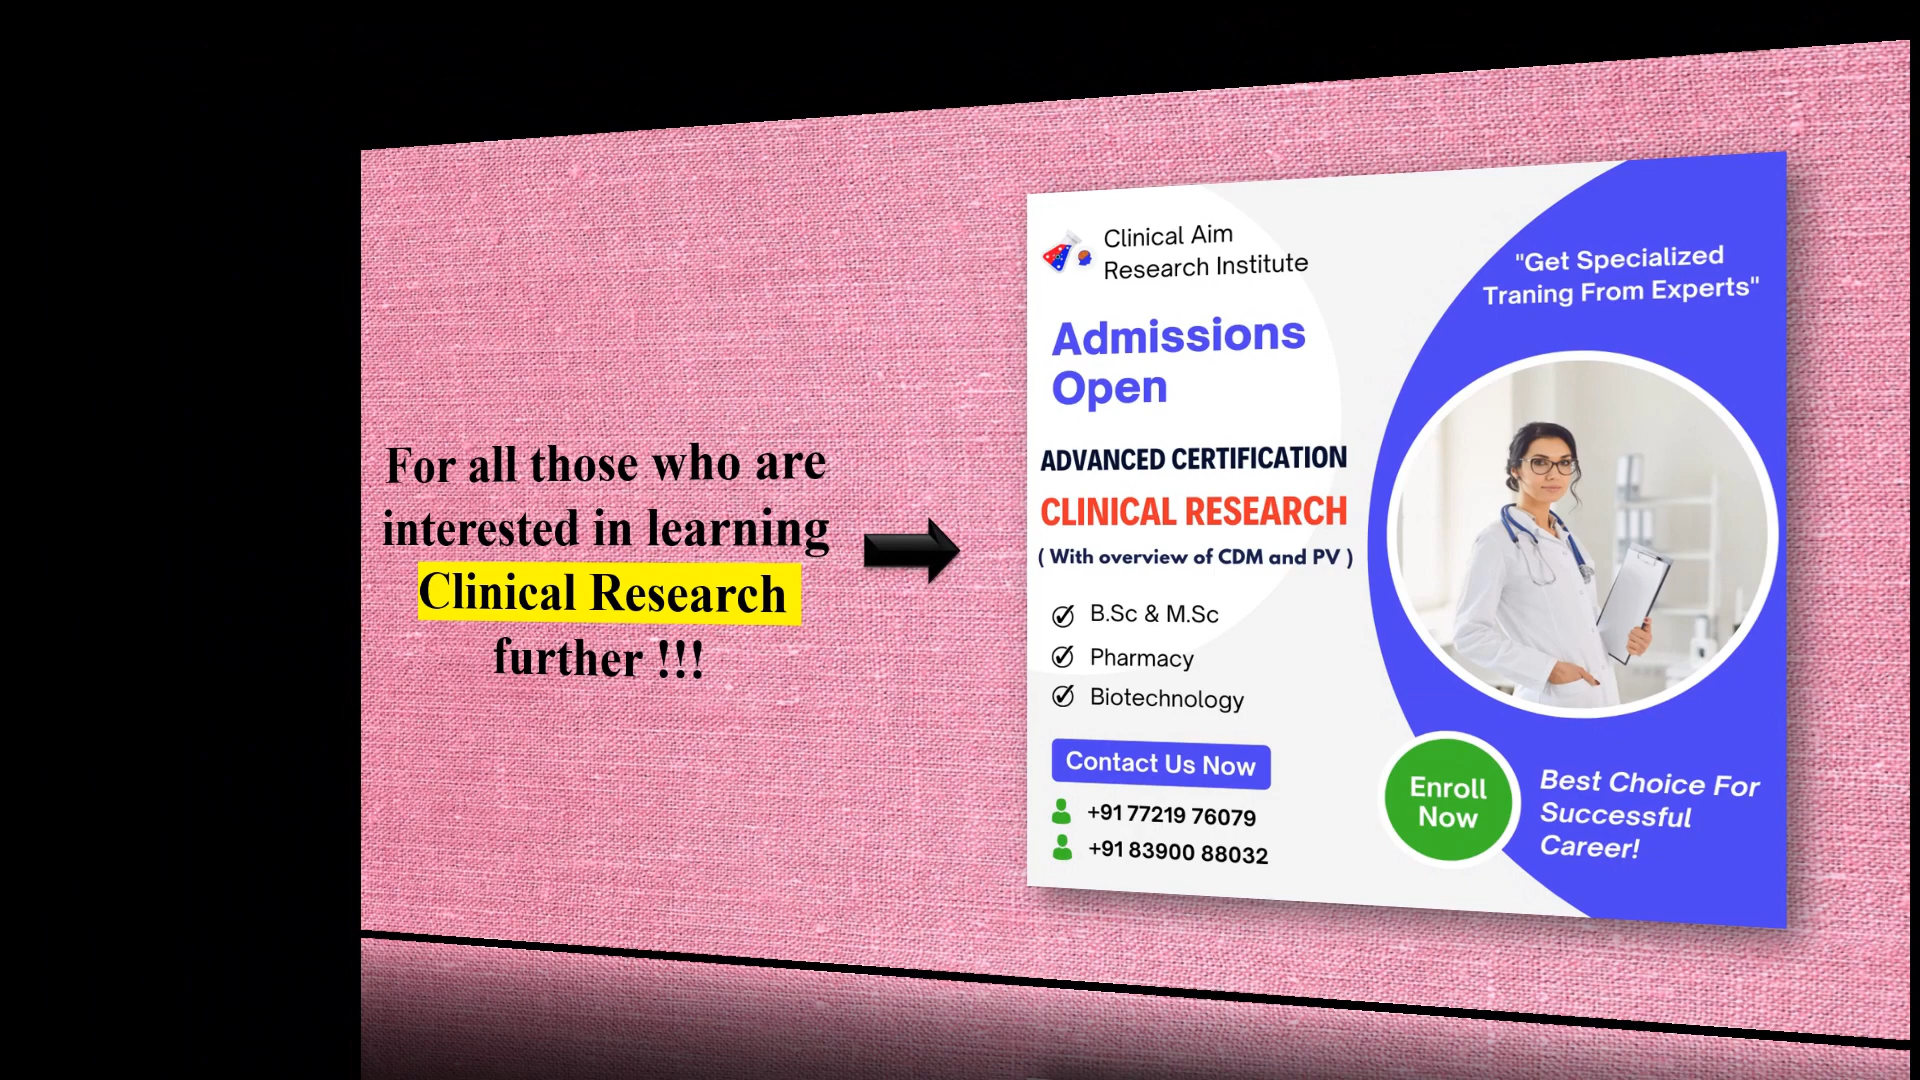 For all those who are
interested in learning
Clinical Research
further !!!
Clinical Aim
Research Institute
Admissions
Open
ADVANCED CERTIFICATION
CLINICAL RESEARCH
( With overview of CDM and PV )
B.Sc & M.Sc
Pharmacy
Biotechnology
Contact Us Now
+91 77219 76079
+91 83900 88032
"Get Specialized
Traning From Experts"
Enroll
Now
Best Choice For
Successful
Career!